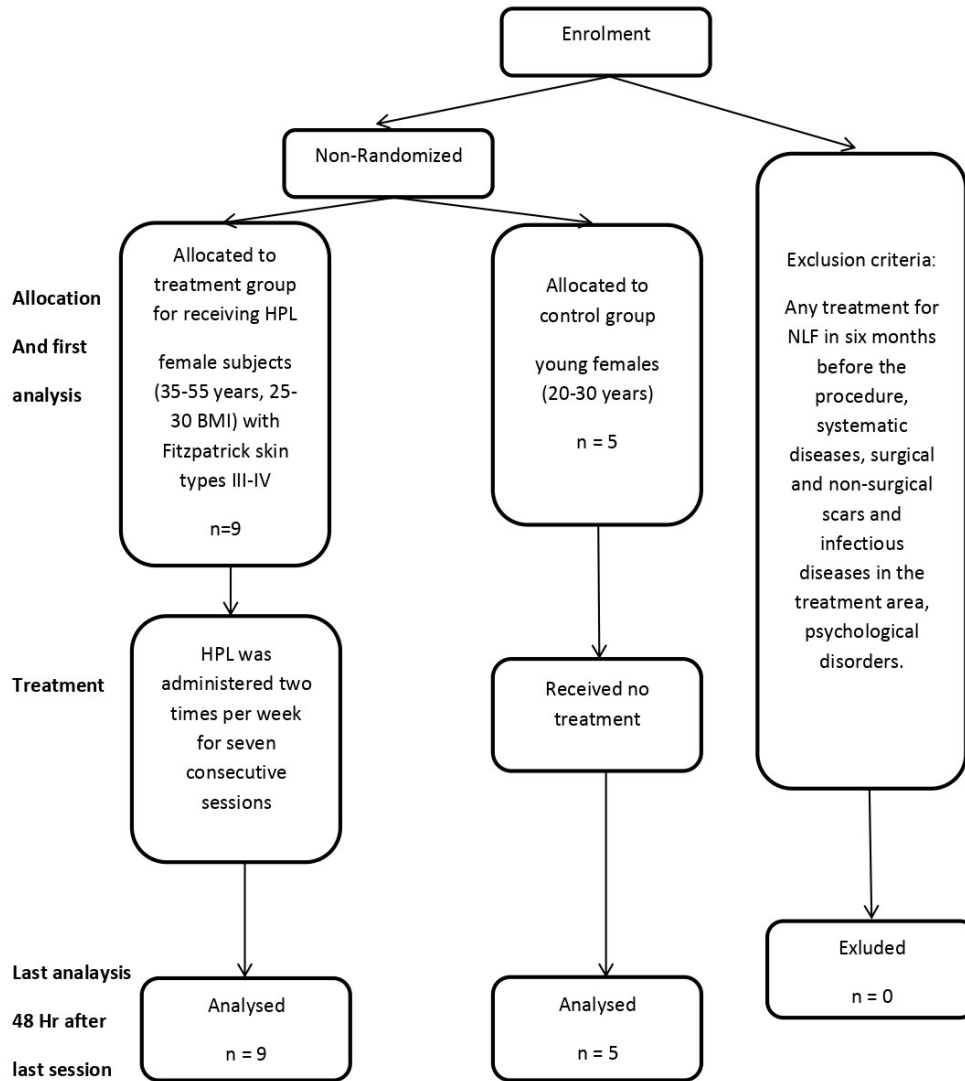 Enrolment
Non-Randomized
Allocation
And first
analysis
Allocated to
treatment group
for receiving HPL
female subjects
(35-55 years, 25-
30 BMI) with
Fitzpatrick skin
types III-IV
n=9
Allocated to
control group
young females
(20-30 years)
n = 5
Exclusion criteria:
Any treatment for
NLF in six months
before the
procedure,
systematic
diseases, surgical
and non-surgical
scars and
infectious
diseases in the
treatment area,
psychological
disorders.
Treatment
HPL was
administered two
times per week
for seven
consecutive
sessions
Received no
treatment
Exluded
n = 0
Last analaysis
48 Hr after
last session
Analysed
n = 9
Analysed
n = 5